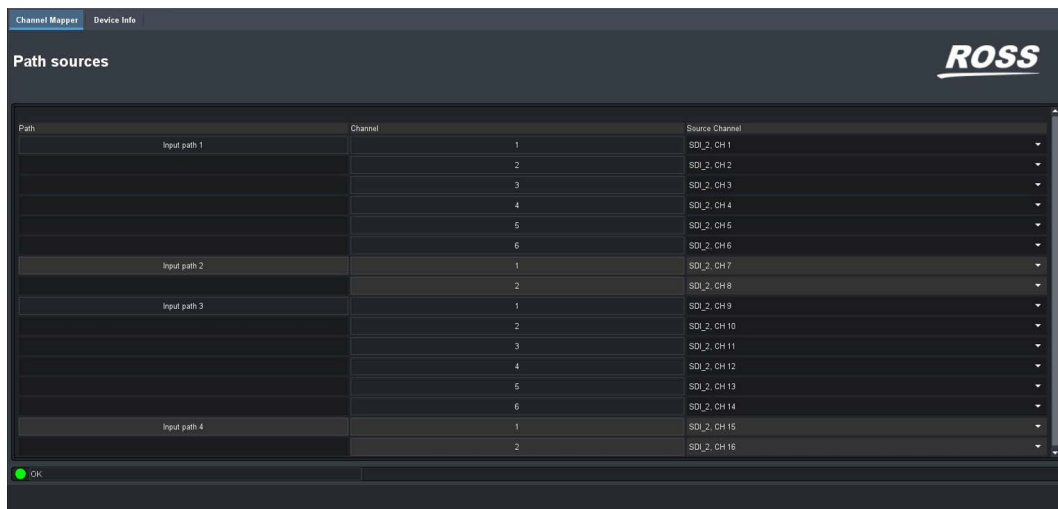 Channel Mapper Device Info
Path sources
ROSS
Path Channel Source Channel
Input path 1 1 SDI_2, CH 1
2 SDI_2, CH 2
3 SDI_2, CH 3
4 SDI_2, CH 4
5 SDI_2, CH 5
6 SDI_2, CH 6
Input path 2 1 SDI_2, CH 7
2 SDI_2, CH 8
Input path 3 1 SDI_2, CH 9
2 SDI_2, CH 10
3 SDI_2, CH 11
4 SDI_2, CH 12
5 SDI_2, CH 13
6 SDI_2, CH 14
Input path 4 1 SDI_2, CH 15
2 SDI_2, CH 16
OK